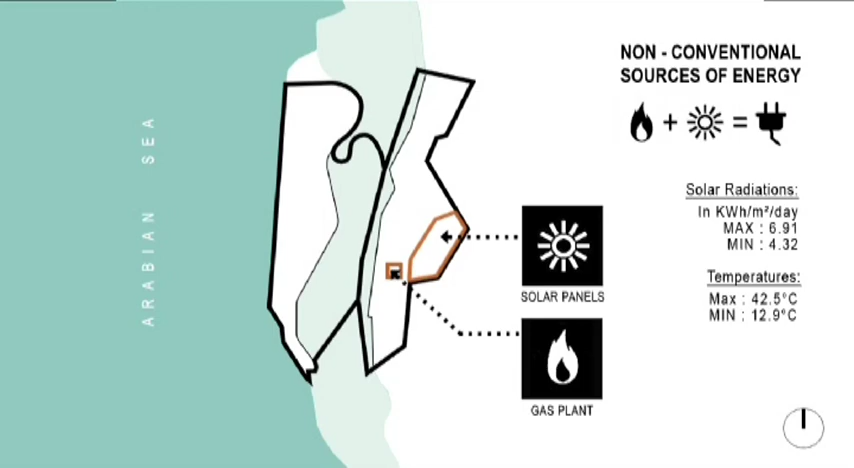 NON - CONVENTIONAL
SOURCES OF ENERGY
+ =
ARABIAN SEA
Solar Radiations:
In KWh/m²/day
MAX : 6.91
MIN : 4.32
SOLAR PANELS
Temperatures:
Max : 42.5°C
MIN : 12.9°C
GAS PLANT